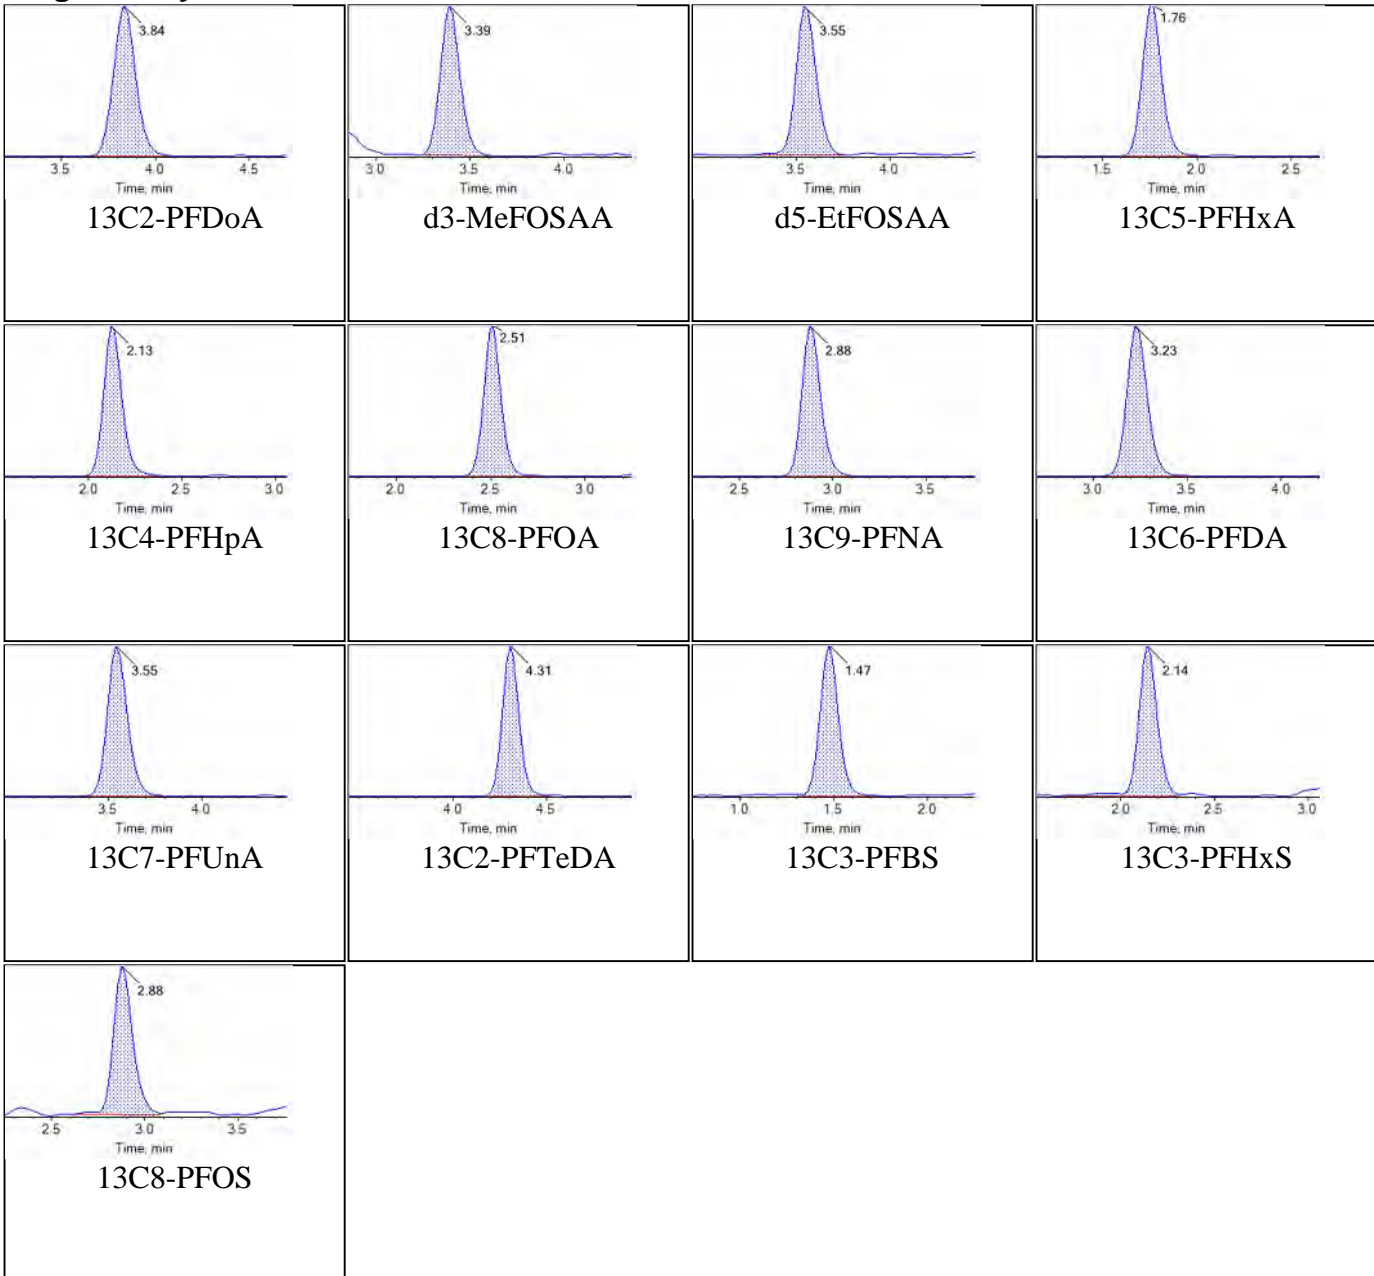 3.84
3.5 4.0 4.5
Time, min
13C2-PFDoA
3.39
3.0 3.5 4.0
Time, min
d3-MeFOSAA
3.55
3.5 4.0
Time, min
d5-EtFOSAA
1.76
1.5 2.0 2.5
Time, min
13C5-PFHxA
2.13
2.0 2.5 3.0
Time, min
13C4-PFHpA
2.51
2.0 2.5 3.0
Time, min
13C8-PFOA
2.88
2.5 3.0 3.5
Time, min
13C9-PFNA
3.23
3.0 3.5 4.0
Time, min
13C6-PFDA
3.55
3.5 4.0
Time, min
13C7-PFUnA
4.31
4.0 4.5
Time, min
13C2-PFTeDA
1.47
1.0 1.5 2.0
Time, min
13C3-PFBS
2.14
2.0 2.5 3.0
Time, min
13C3-PFHxS
2.88
2.5 3.0 3.5
Time, min
13C8-PFOS